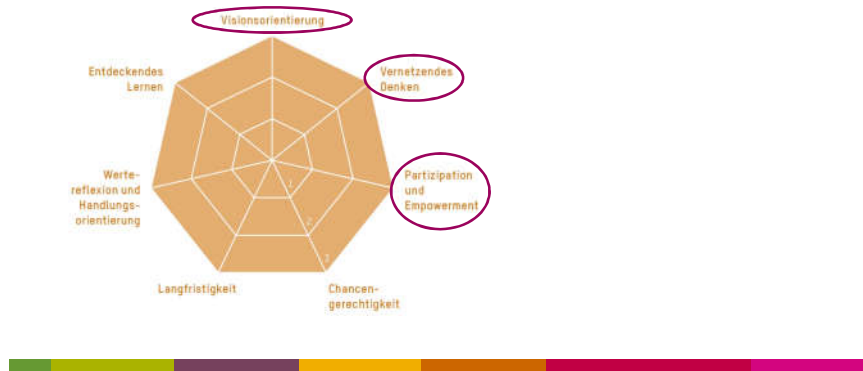 Visionsorientierung
Entdeckendes
Lernen
Vernetzendes
Denken
Werte-
reflexion und
Handlungs-
orientierung
Partizipation
und
Empowerment
1
2
3
Langfristigkeit
Chancen-
gerechtigkeit